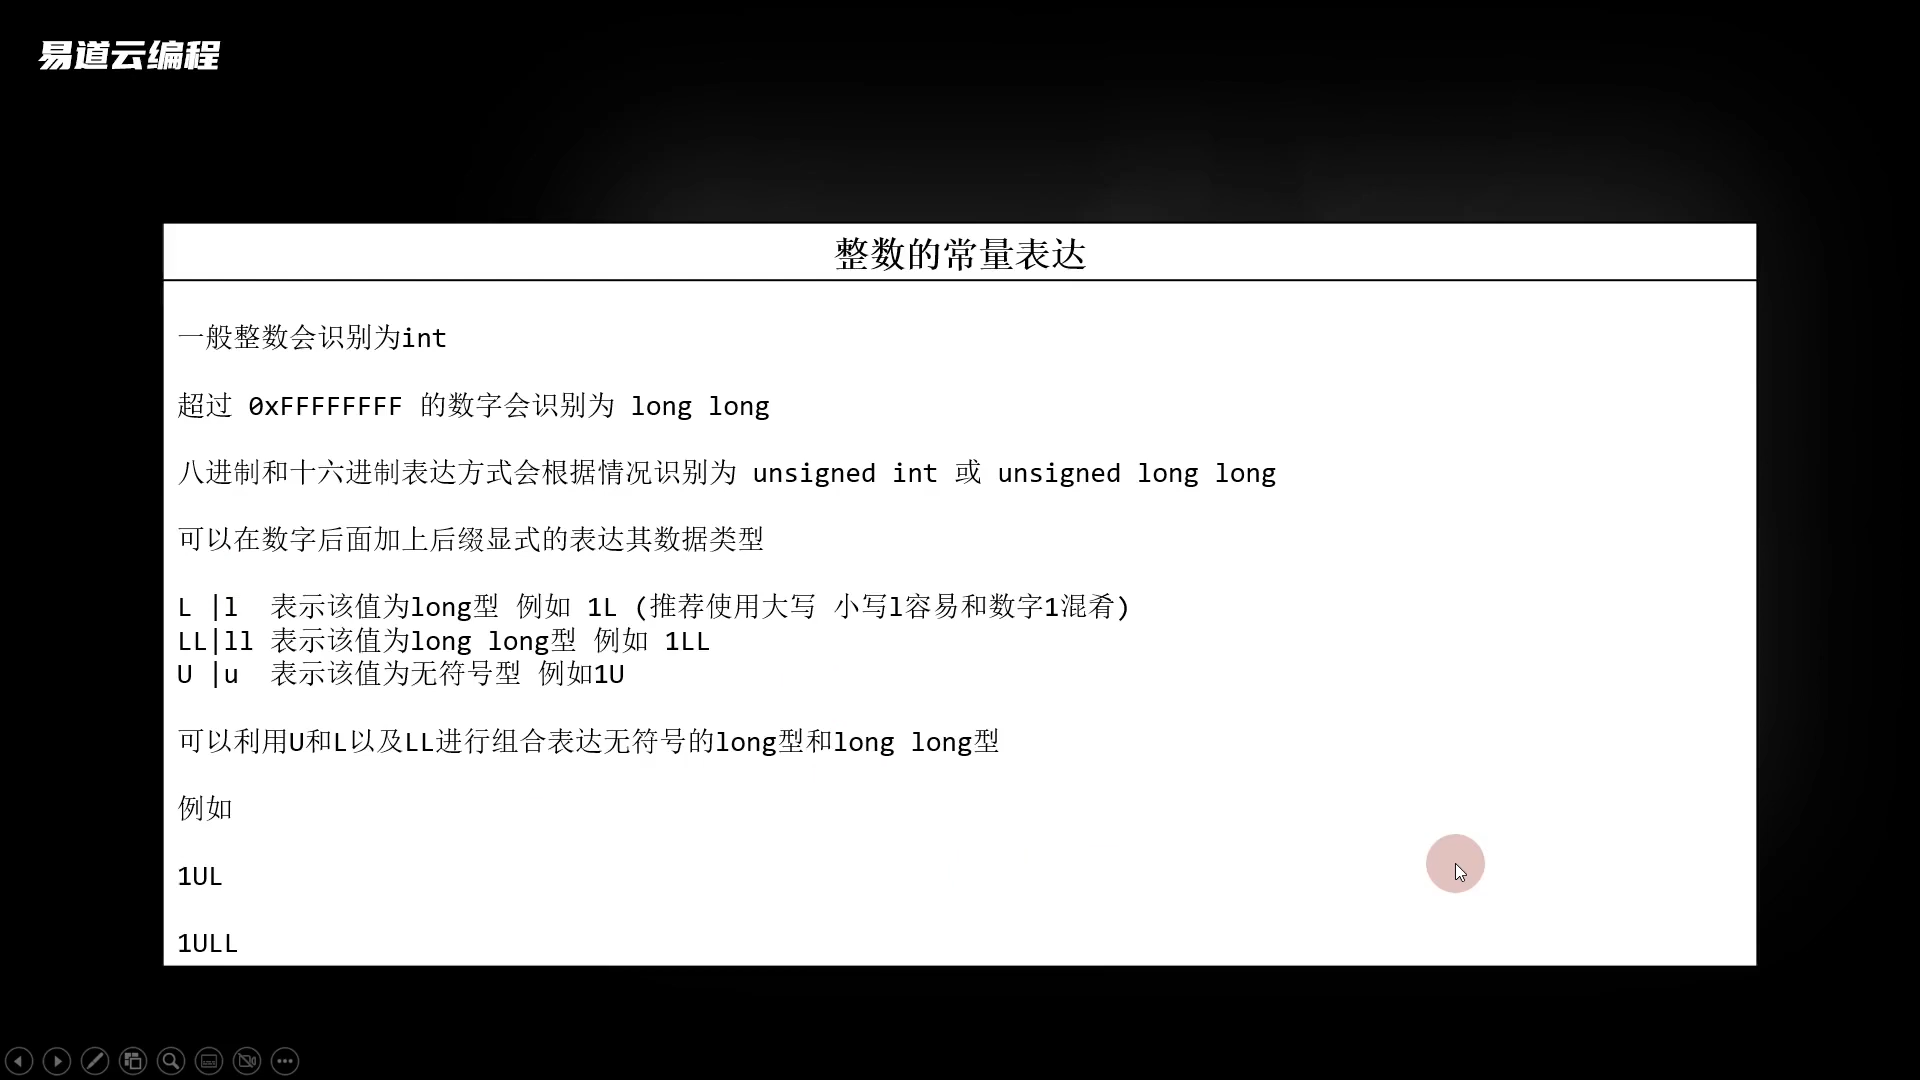 易道云编程
整数的常量表达
一般整数会识别为int
超过 0xFFFFFFFF 的数字会识别为 long long
八进制和十六进制表达方式会根据情况识别为 unsigned int 或 unsigned long long
可以在数字后面加上后缀显式的表达其数据类型
L |l 表示该值为long型 例如 1L (推荐使用大写 小写l容易和数字1混肴)
LL|ll 表示该值为long long型 例如 1LL
U |u 表示该值为无符号型 例如1U
可以利用U和L以及LL进行组合表达无符号的long型和long long型
例如
1UL
1ULL